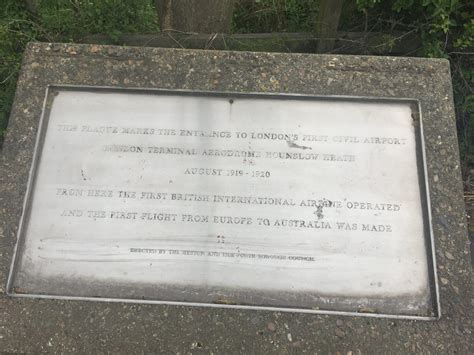 THIS PLAQUE MARKS THE ENTRANCE TO LONDON'S FIRST CIVIL AIRPORT
LONDON TERMINAL AERODROME HOUNSLOW HEATH
AUGUST 1919 - 1920
FROM HERE THE FIRST BRITISH INTERNATIONAL AIRLINE OPERATED
AND THE FIRST FLIGHT FROM EUROPE TO AUSTRALIA WAS MADE
ERECTED BY THE HESTON AND ISLEWORTH BOROUGH COUNCIL